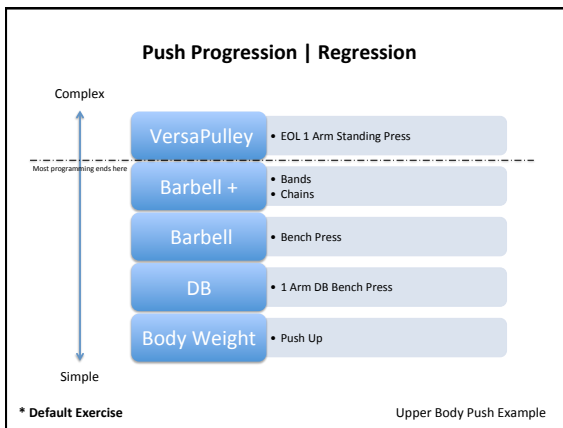 Push Progression | Regression
Complex
VersaPulley
• EOL 1 Arm Standing Press
Most programming ends here
Barbell +
• Bands
• Chains
Barbell
• Bench Press
DB
• 1 Arm DB Bench Press
Body Weight
• Push Up
Simple
* Default Exercise
Upper Body Push Example